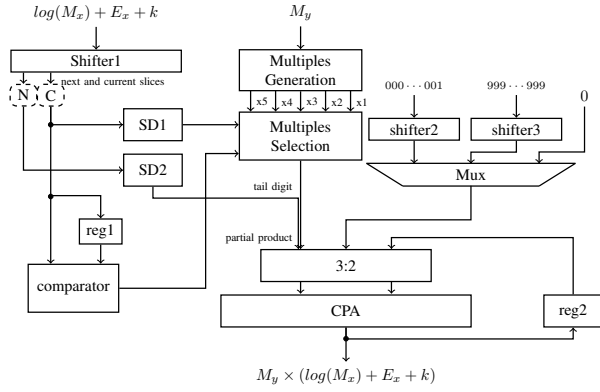 log(M_x) + E_x + k
M_y
Shifter1
Multiples
Generation
next and current slices
N
C
x5
x4
x3
x2
x1
000···001
999···999
0
SD1
Multiples
Selection
shifter2
shifter3
SD2
Mux
tail digit
reg1
partial product
3:2
comparator
CPA
reg2
M_y × (log(M_x) + E_x + k)